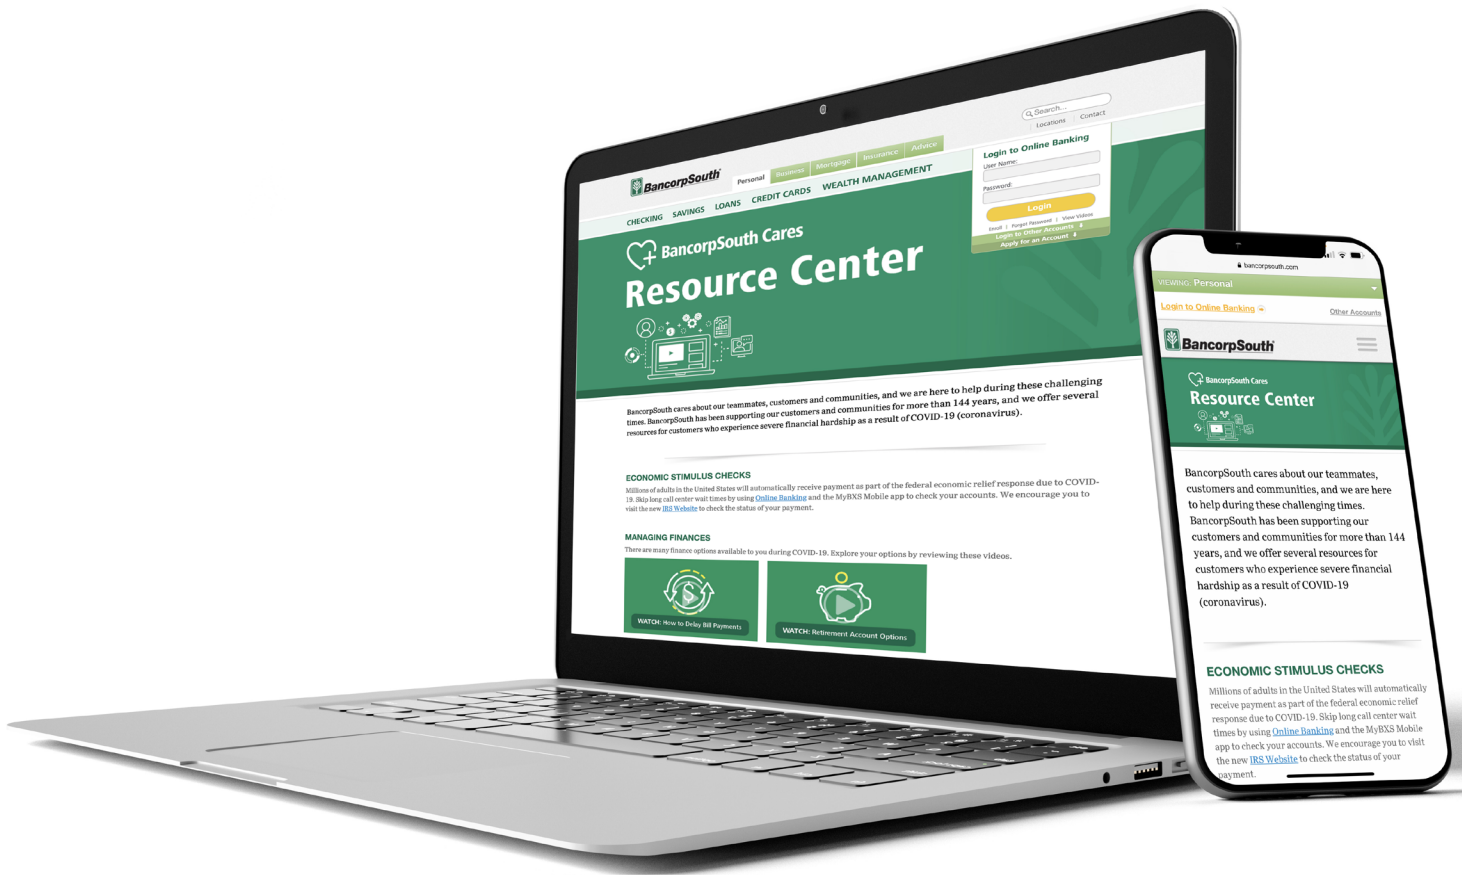 Search...
Locations | Contact
BancorpSouth
Personal Business Mortgage Insurance Advice
CHECKING SAVINGS LOANS CREDIT CARDS WEALTH MANAGEMENT
Login to Online Banking
User Name:
Password:
Login
Enroll | Forgot Password | View Videos
Login to Other Accounts
Apply for an Account
BancorpSouth Cares
Resource Center
BancorpSouth cares about our teammates, customers and communities, and we are here to help during these challenging
times. BancorpSouth has been supporting our customers and communities for more than 144 years, and we offer several
resources for customers who experience severe financial hardship as a result of COVID-19 (coronavirus).
ECONOMIC STIMULUS CHECKS
Millions of adults in the United States will automatically receive payment as part of the federal economic relief response due to COVID-
19. Skip long call center wait times by using Online Banking and the MyBXS Mobile app to check your accounts. We encourage you to
visit the new IRS Website to check the status of your payment.
MANAGING FINANCES
There are many finance options available to you during COVID-19. Explore your options by reviewing these videos.
WATCH: How to Delay Bill Payments
WATCH: Retirement Account Options
bancorpsouth.com
VIEWING: Personal
Login to Online Banking
Other Accounts
BancorpSouth
BancorpSouth Cares
Resource Center
BancorpSouth cares about our teammates,
customers and communities, and we are here
to help during these challenging times.
BancorpSouth has been supporting our
customers and communities for more than 144
years, and we offer several resources for
customers who experience severe financial
hardship as a result of COVID-19
(coronavirus).
ECONOMIC STIMULUS CHECKS
Millions of adults in the United States will automatically
receive payment as part of the federal economic relief
response due to COVID-19. Skip long call center wait
times by using Online Banking and the MyBXS Mobile
app to check your accounts. We encourage you to visit
the new IRS Website to check the status of your
payment.